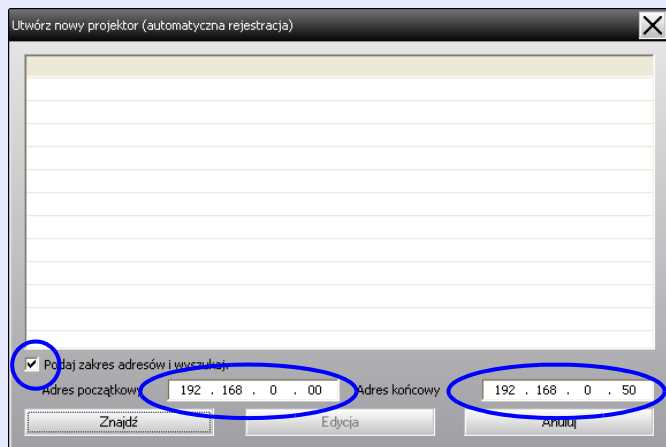 Utwórz nowy projektor (automatyczna rejestracja)
Podaj zakres adresów i wyszukaj.
Adres początkowy 192 . 168 . 0 . 00 Adres końcowy 192 . 168 . 0 . 50
Znajdź Edycja Anuluj